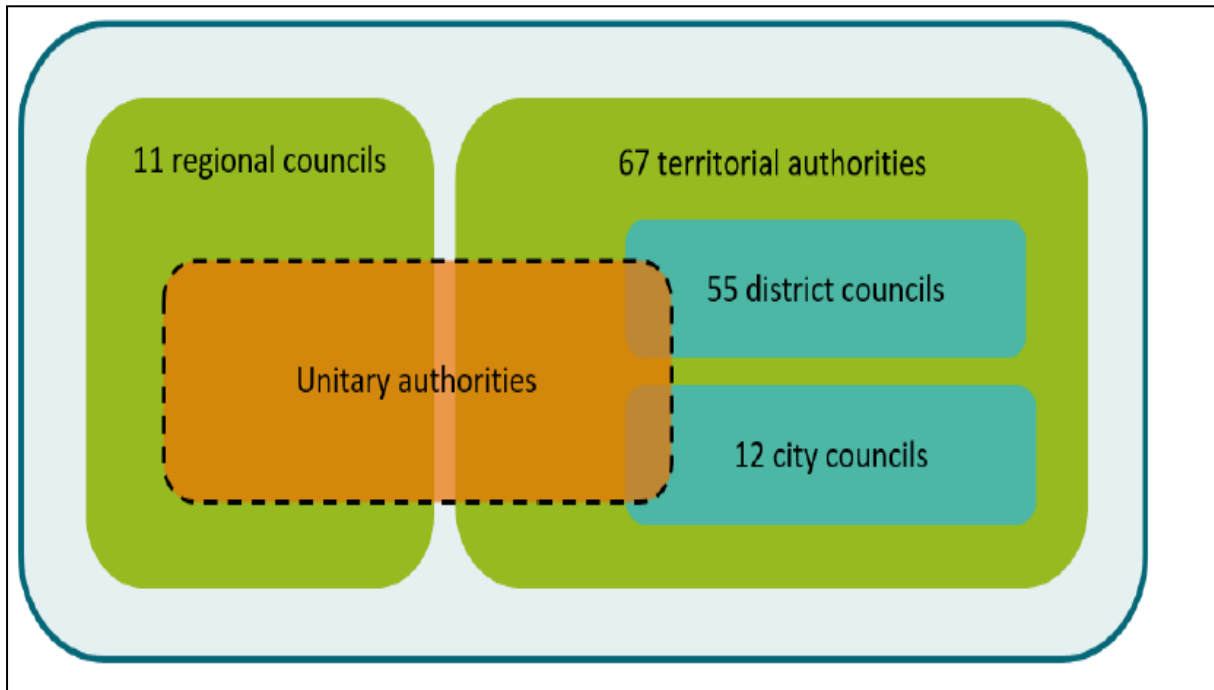 11 regional councils
67 territorial authorities
55 district councils
Unitary authorities
12 city councils